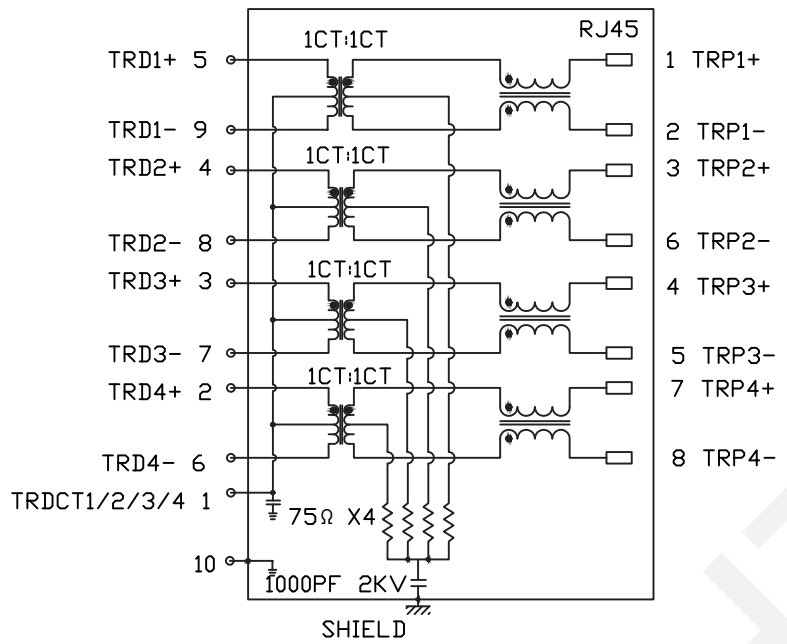 RJ45
1CT:1CT
TRD1+ 5
1 TRP1+
TRD1- 9
2 TRP1-
1CT:1CT
TRD2+ 4
3 TRP2+
TRD2- 8
6 TRP2-
1CT:1CT
TRD3+ 3
4 TRP3+
TRD3- 7
5 TRP3-
1CT:1CT
TRD4+ 2
7 TRP4+
TRD4- 6
8 TRP4-
TRDCT1/2/3/4 1
75Ω X4
10
1000PF 2KV
SHIELD